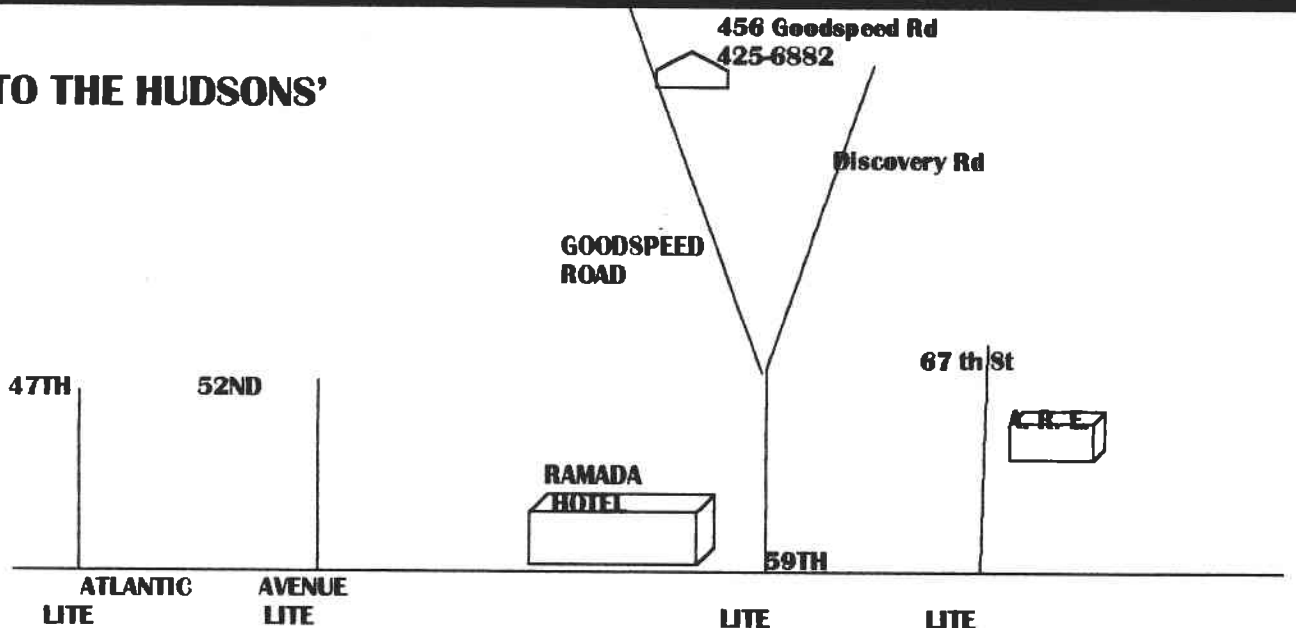 456 Goodspeed Rd
425-6882
TO THE HUDSONS'
Discovery Rd
GOODSPEED
ROAD
67 th St
47TH
52ND
A. R. E.
RAMADA
HOTEL
59TH
ATLANTIC AVENUE
LITE LITE LITE LITE